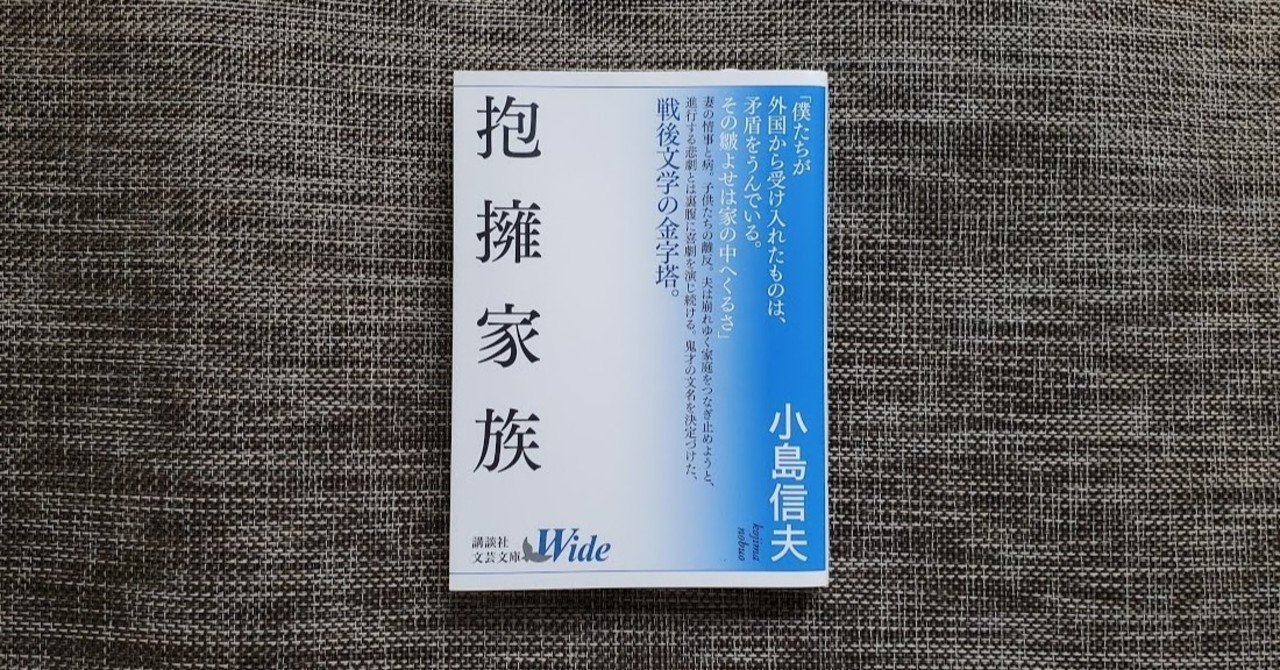 「僕たちが
外国から受け入れたものは、
矛盾をうんでいる。
その皺よせは家の中へくるさ」
妻の情事と病。子供たちの離反。夫は崩れゆく家庭をつなぎ止めようと、
進行する悲劇とは裏腹に喜劇を演じ続ける。鬼才の文名を決定づけた、
戦後文学の金字塔。
小島信夫
kojima
nobuo
抱擁家族
講談社
文芸文庫
Wide